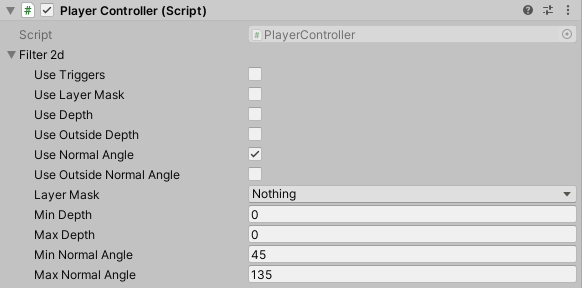 Player Controller (Script)
Script PlayerController
Filter 2d
Use Triggers
Use Layer Mask
Use Depth
Use Outside Depth
Use Normal Angle
Use Outside Normal Angle
Layer Mask Nothing
Min Depth 0
Max Depth 0
Min Normal Angle 45
Max Normal Angle 135